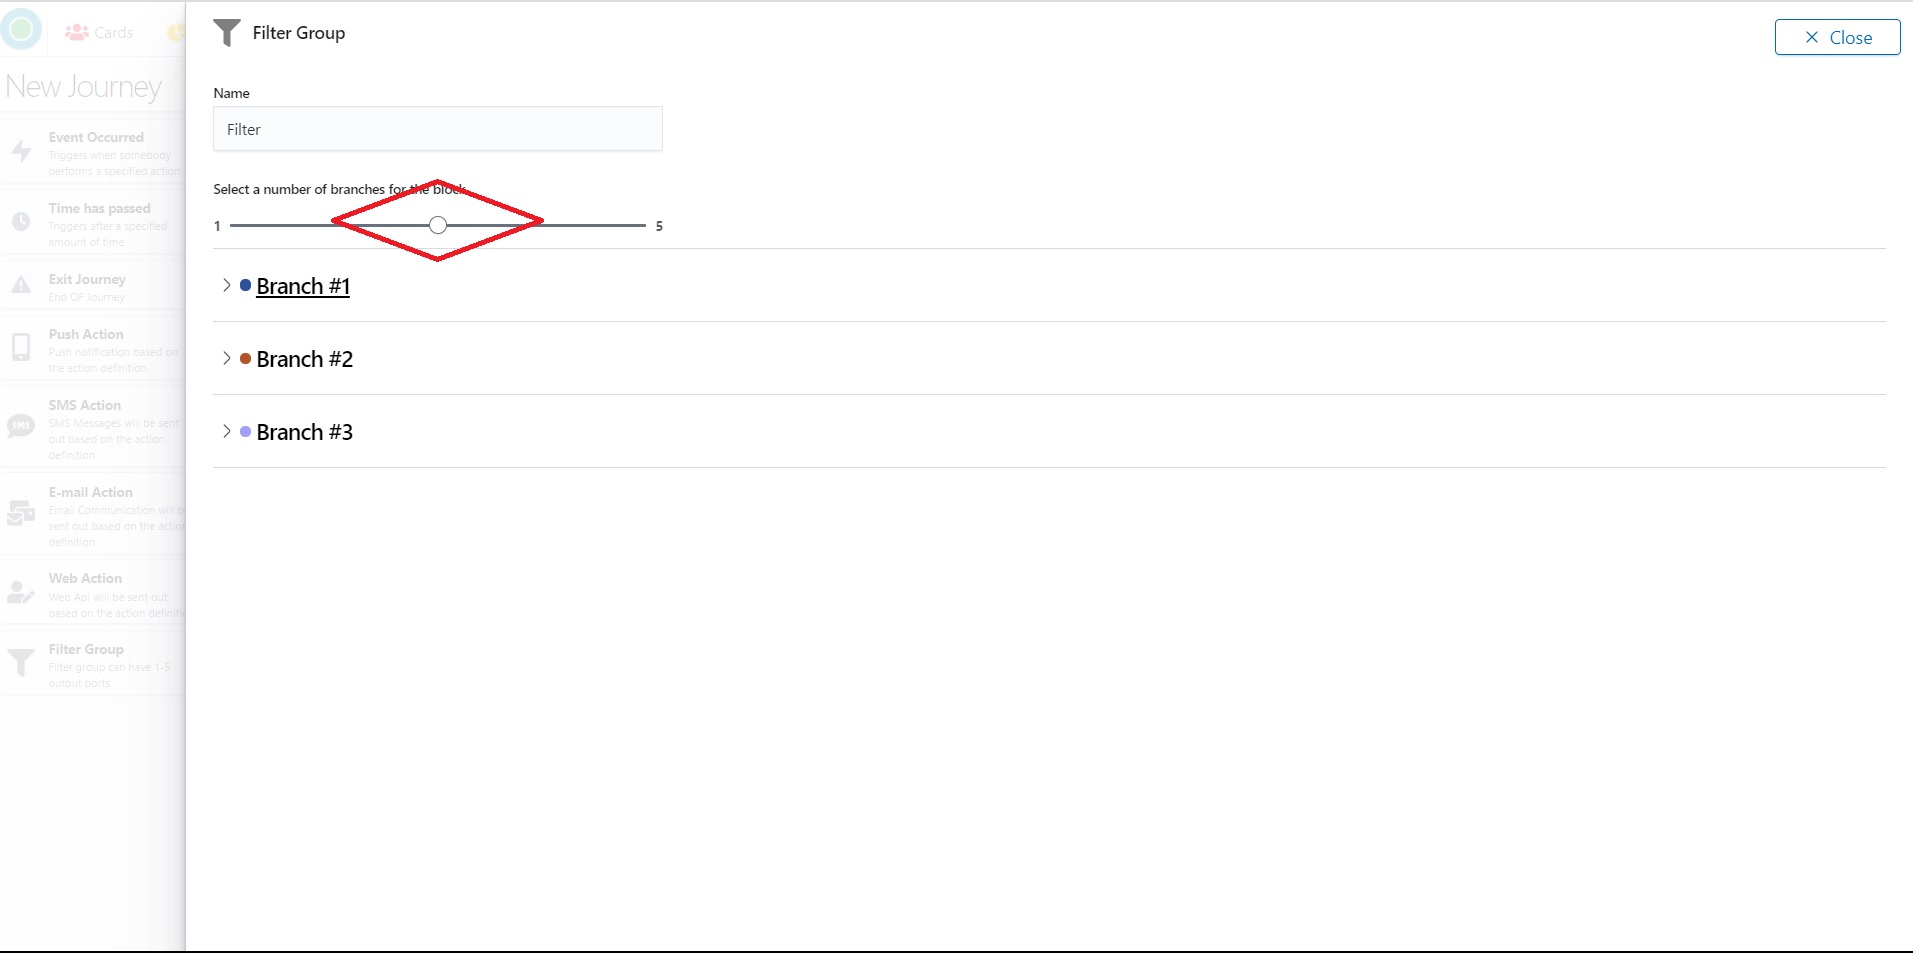 Cards
New Journey
Event Occurred
Triggers when somebody
performs a specified action
Time has passed
Triggers after a specified
amount of time
Exit Journey
End OF Journey
Push Action
Push notification based on
the action definition
SMS Action
SMS
SMS Messages will be sent
out based on the action
definition
E-mail Action
Email Communication will be
sent out based on the action
definition
Web Action
Web Api will be sent out
based on the action definitio
Filter Group
Filter group can have 1-5
output ports
Filter Group
Close
Name
Filter
Select a number of branches for the block
1 5
Branch #1
Branch #2
Branch #3